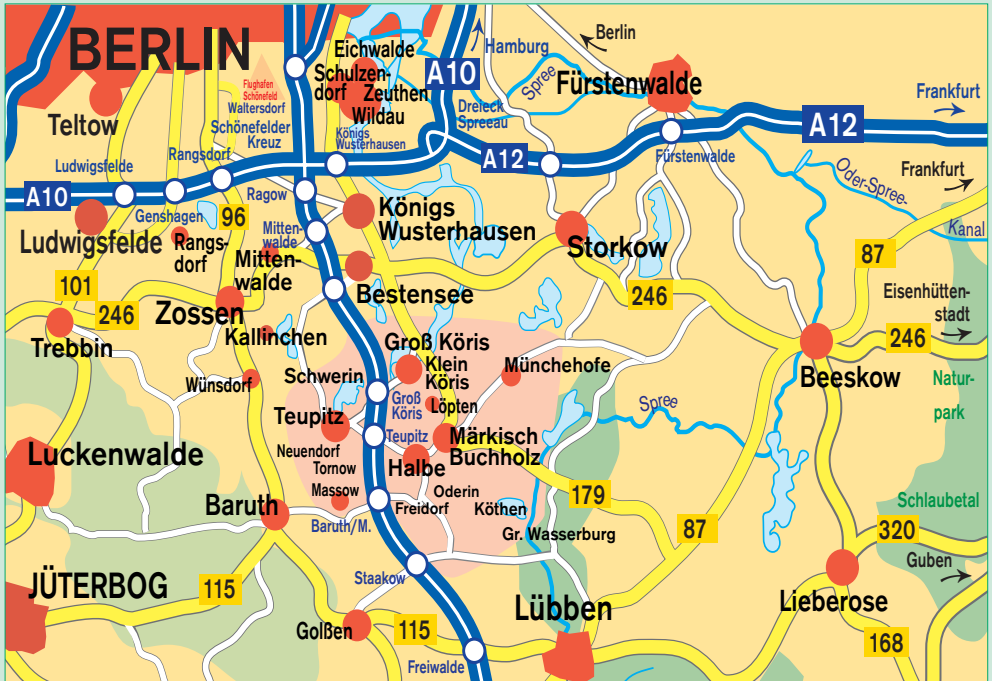 BERLIN
Eichwalde
Schulzen-
dorf
Zeuthen
Wildau
A10
Hamburg
Berlin
Spree
Fürstenwalde
Frankfurt
Flughafen
Schönefeld
Waltersdorf
Schönefelder
Kreuz
Königs
Wusterhausen
Dreieck
Spreeau
A12
A12
Fürstenwalde
Teltow
Ludwigsfelde
Rangsdorf
A10
Genshagen
Ragow
Frankfurt
Oder-Spree-
Kanal
Ludwigsfelde
Rangs-
dorf
96
Mitten-
walde
Mitten-
walde
Königs
Wusterhausen
Storkow
87
101
246
Zossen
Bestensee
246
Eisenhütten-
stadt
246
Trebbin
Kallinchen
Groß Köris
Klein
Köris
Münchehofe
Beeskow
Natur-
park
Wünsdorf
Schwerin
Groß
Köris
Löpten
Spree
Teupitz
Teupitz
Märkisch
Buchholz
Luckenwalde
Neuendorf
Tornow
Halbe
Massow
Oderin
Freidorf
Köthen
179
Schlaubetal
Baruth
Baruth/M.
Gr. Wasserburg
87
320
Guben
JÜTERBOG
115
Staakow
Lübben
Lieberose
Golßen
115
Freiwalde
168